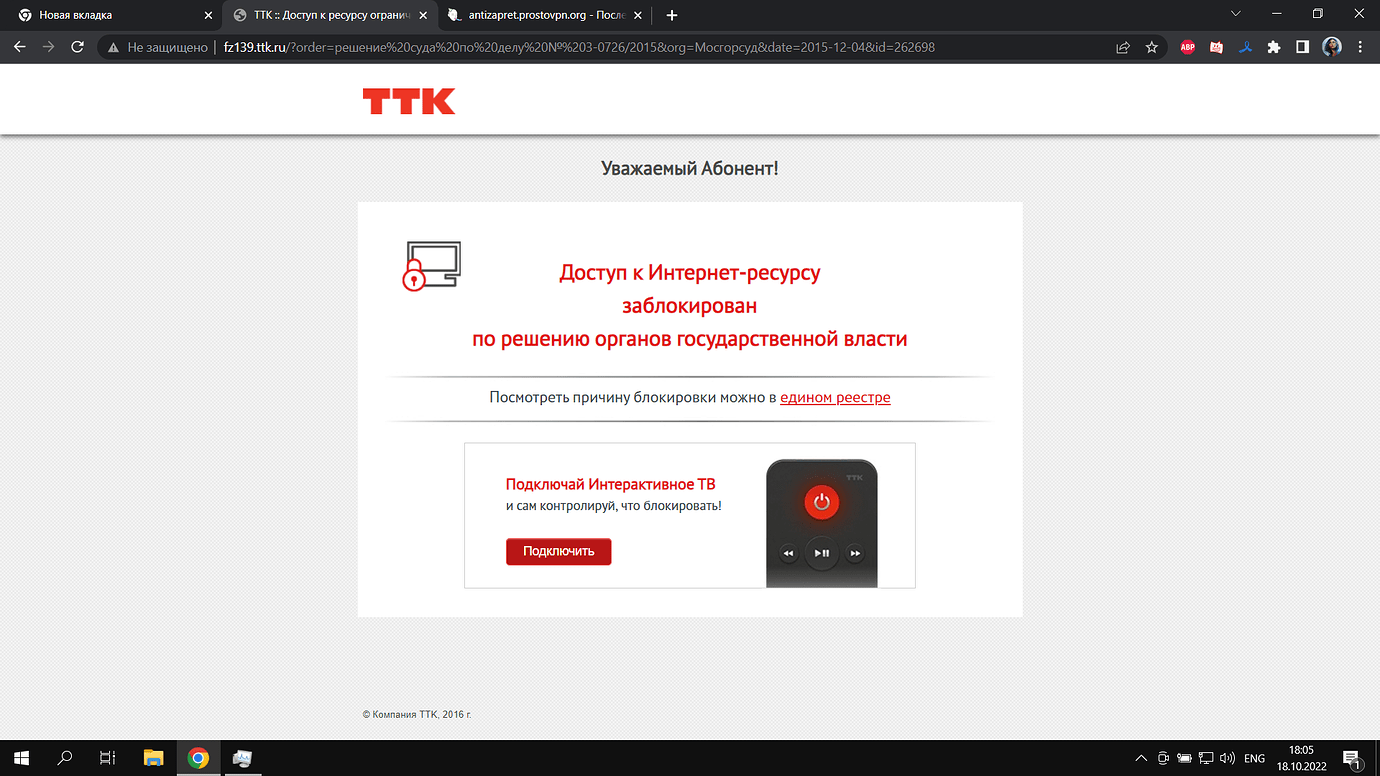 Новая вкладка
ТТК :: Доступ к ресурсу огранич
antizapret.prostovpn.org - После
Не защищено
fz139.ttk.ru/?order=решение%20суда%20по%20делу%20№%203-0726/2015&org=Мосгорсуд&date=2015-12-04&id=262698
ABP
ТТК
Уважаемый Абонент!
Доступ к Интернет-ресурсу
заблокирован
по решению органов государственной власти
Посмотреть причину блокировки можно в едином реестре
ТТК
Подключай Интерактивное ТВ
и сам контролируй, что блокировать!
Подключить
© Компания ТТК, 2016 г.
ENG
18:05
18.10.2022
1